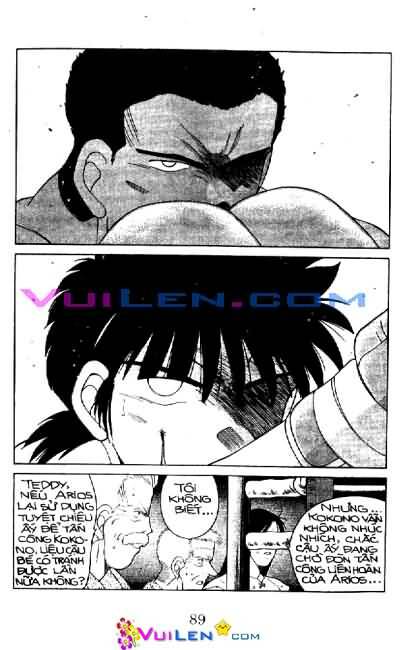 VuiLen.com
TEDDY,
NẾU ARIOS
LẠI SỬ DỤNG
TUYỆT CHIÊU
ẤY ĐỂ TẤN
CÔNG KOKO-
NO, LIỆU CẬU
BÉ CÓ TRÁNH
ĐƯỢC LẦN
NỮA KHÔNG?
TÔI
KHÔNG
BIẾT...
NHƯNG...
KOKONO VẪN
KHÔNG NHÚC
NHÍCH, CHẮC
CẬU ẤY ĐANG
CHỜ ĐÒN TẤN
CÔNG LIÊN HOÀN
CỦA ARIOS...
89
VuiLen
.com